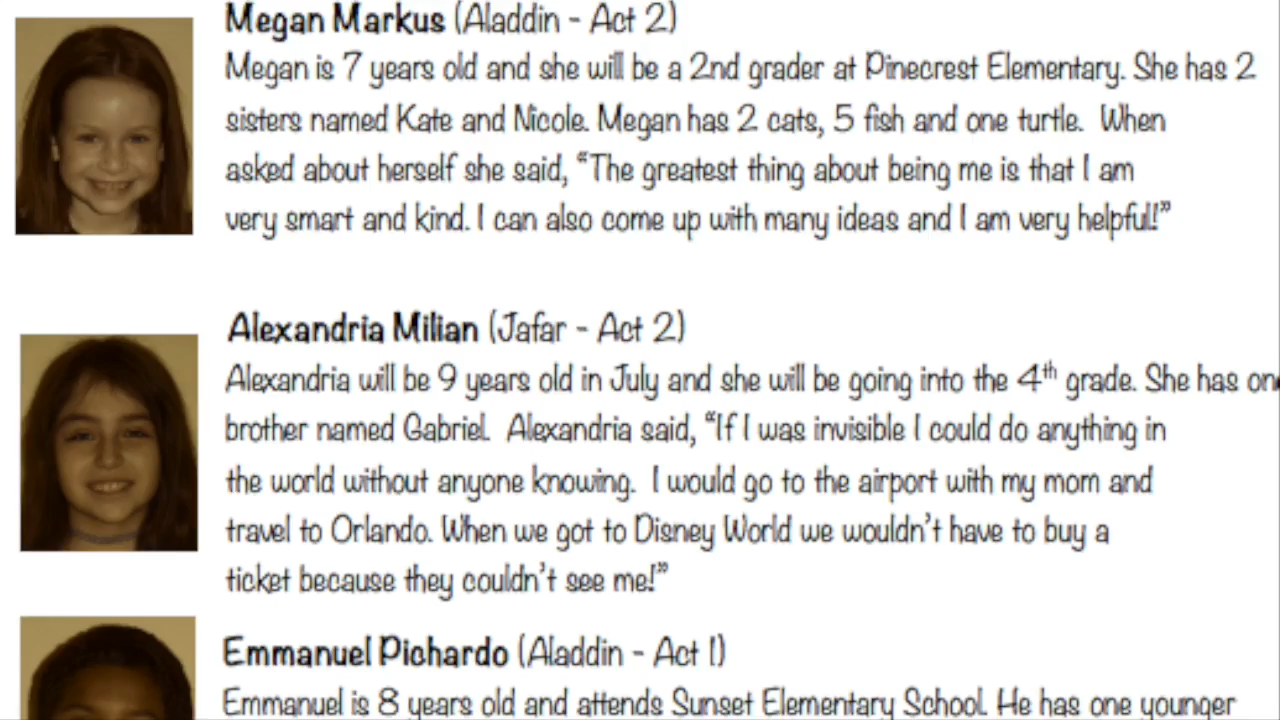 Megan Markus (Aladdin - Act 2)
Megan is 7 years old and she will be a 2nd grader at Pinecrest Elementary. She has 2
sisters named Kate and Nicole. Megan has 2 cats, 5 fish and one turtle. When
asked about herself she said, “The greatest thing about being me is that I am
very smart and kind. I can also come up with many ideas and I am very helpful!”
Alexandria Milian (Jafar - Act 2)
Alexandria will be 9 years old in July and she will be going into the 4th grade. She has one
brother named Gabriel. Alexandria said, “If I was invisible I could do anything in
the world without anyone knowing. I would go to the airport with my mom and
travel to Orlando. When we got to Disney World we wouldn’t have to buy a
ticket because they couldn’t see me!”
Emmanuel Pichardo (Aladdin - Act 1)
Emmanuel is 8 years old and attends Sunset Elementary School. He has one younger